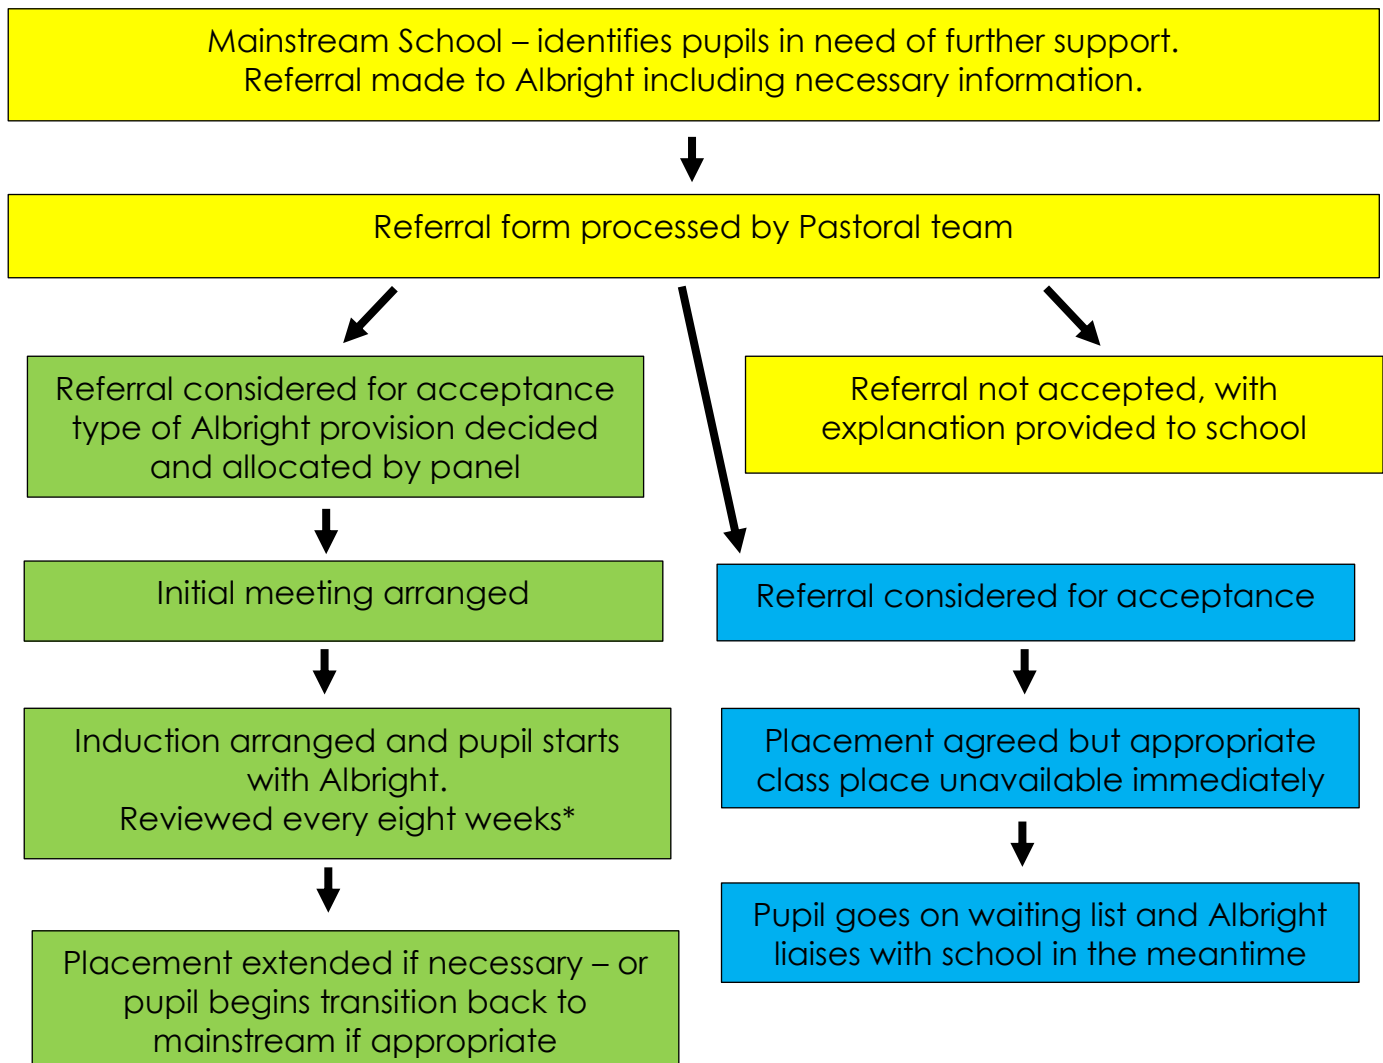 Mainstream School – identifies pupils in need of further support.
Referral made to Albright including necessary information.
Referral form processed by Pastoral team
Referral considered for acceptance
type of Albright provision decided
and allocated by panel
Referral not accepted, with
explanation provided to school
Initial meeting arranged
Referral considered for acceptance
Induction arranged and pupil starts
with Albright.
Reviewed every eight weeks*
Placement agreed but appropriate
class place unavailable immediately
Placement extended if necessary – or
pupil begins transition back to
mainstream if appropriate
Pupil goes on waiting list and Albright
liaises with school in the meantime